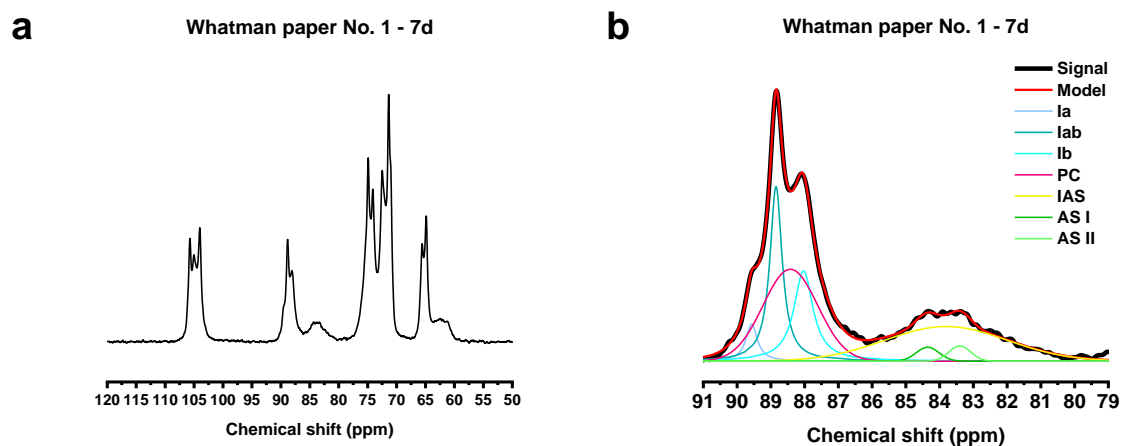 a
Whatman paper No. 1 - 7d
120 115 110 105 100 95 90 85 80 75 70 65 60 55 50
Chemical shift (ppm)
b
Whatman paper No. 1 - 7d
Signal
Model
Ia
Iab
Ib
PC
IAS
AS I
AS II
91 90 89 88 87 86 85 84 83 82 81 80 79
Chemical shift (ppm)